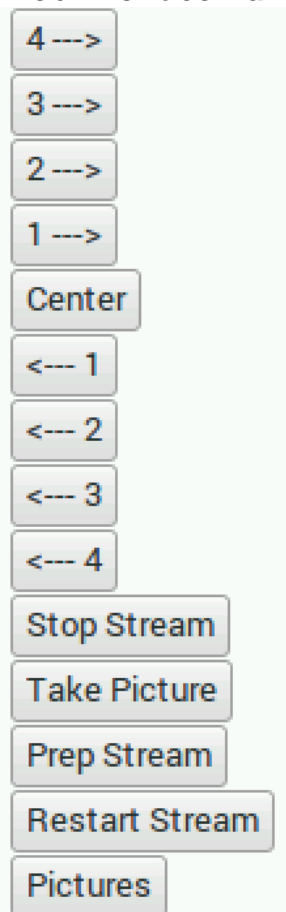 4 --->
3 --->
2 --->
1 --->
Center
<--- 1
<--- 2
<--- 3
<--- 4
Stop Stream
Take Picture
Prep Stream
Restart Stream
Pictures